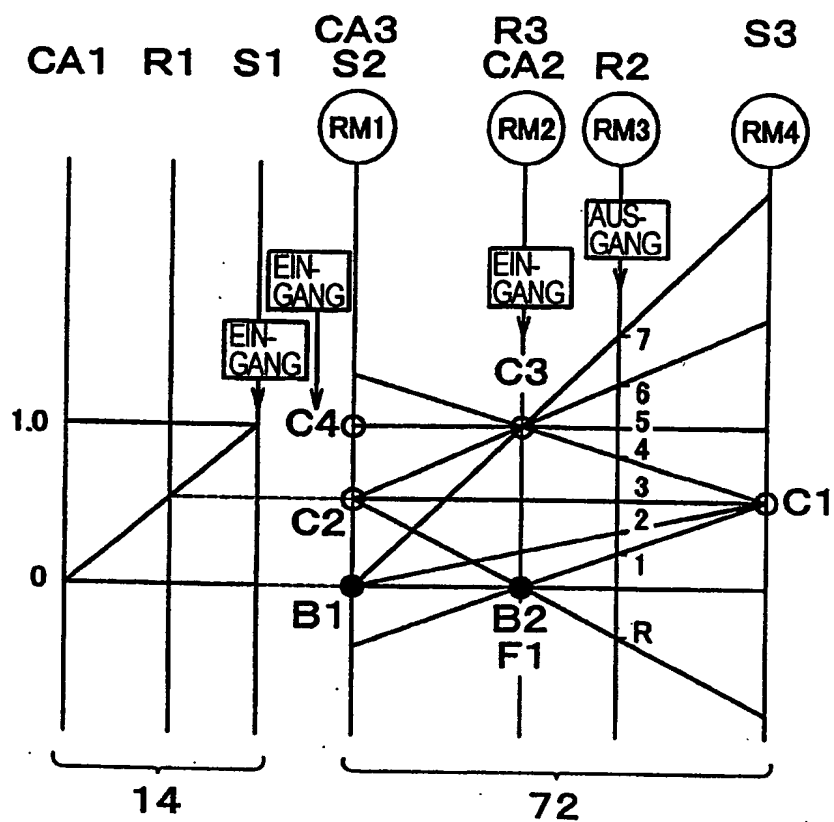 CA3 R3 S3
CA1 R1 S1 S2 CA2 R2
RM1 RM2 RM3 RM4
AUS-
GANG
EIN-
GANG
EIN-
GANG
EIN-
GANG
7
C3
6
1.0
C4
5
4
3
C1
C2
2
1
0
B1
B2
R
F1
14
72